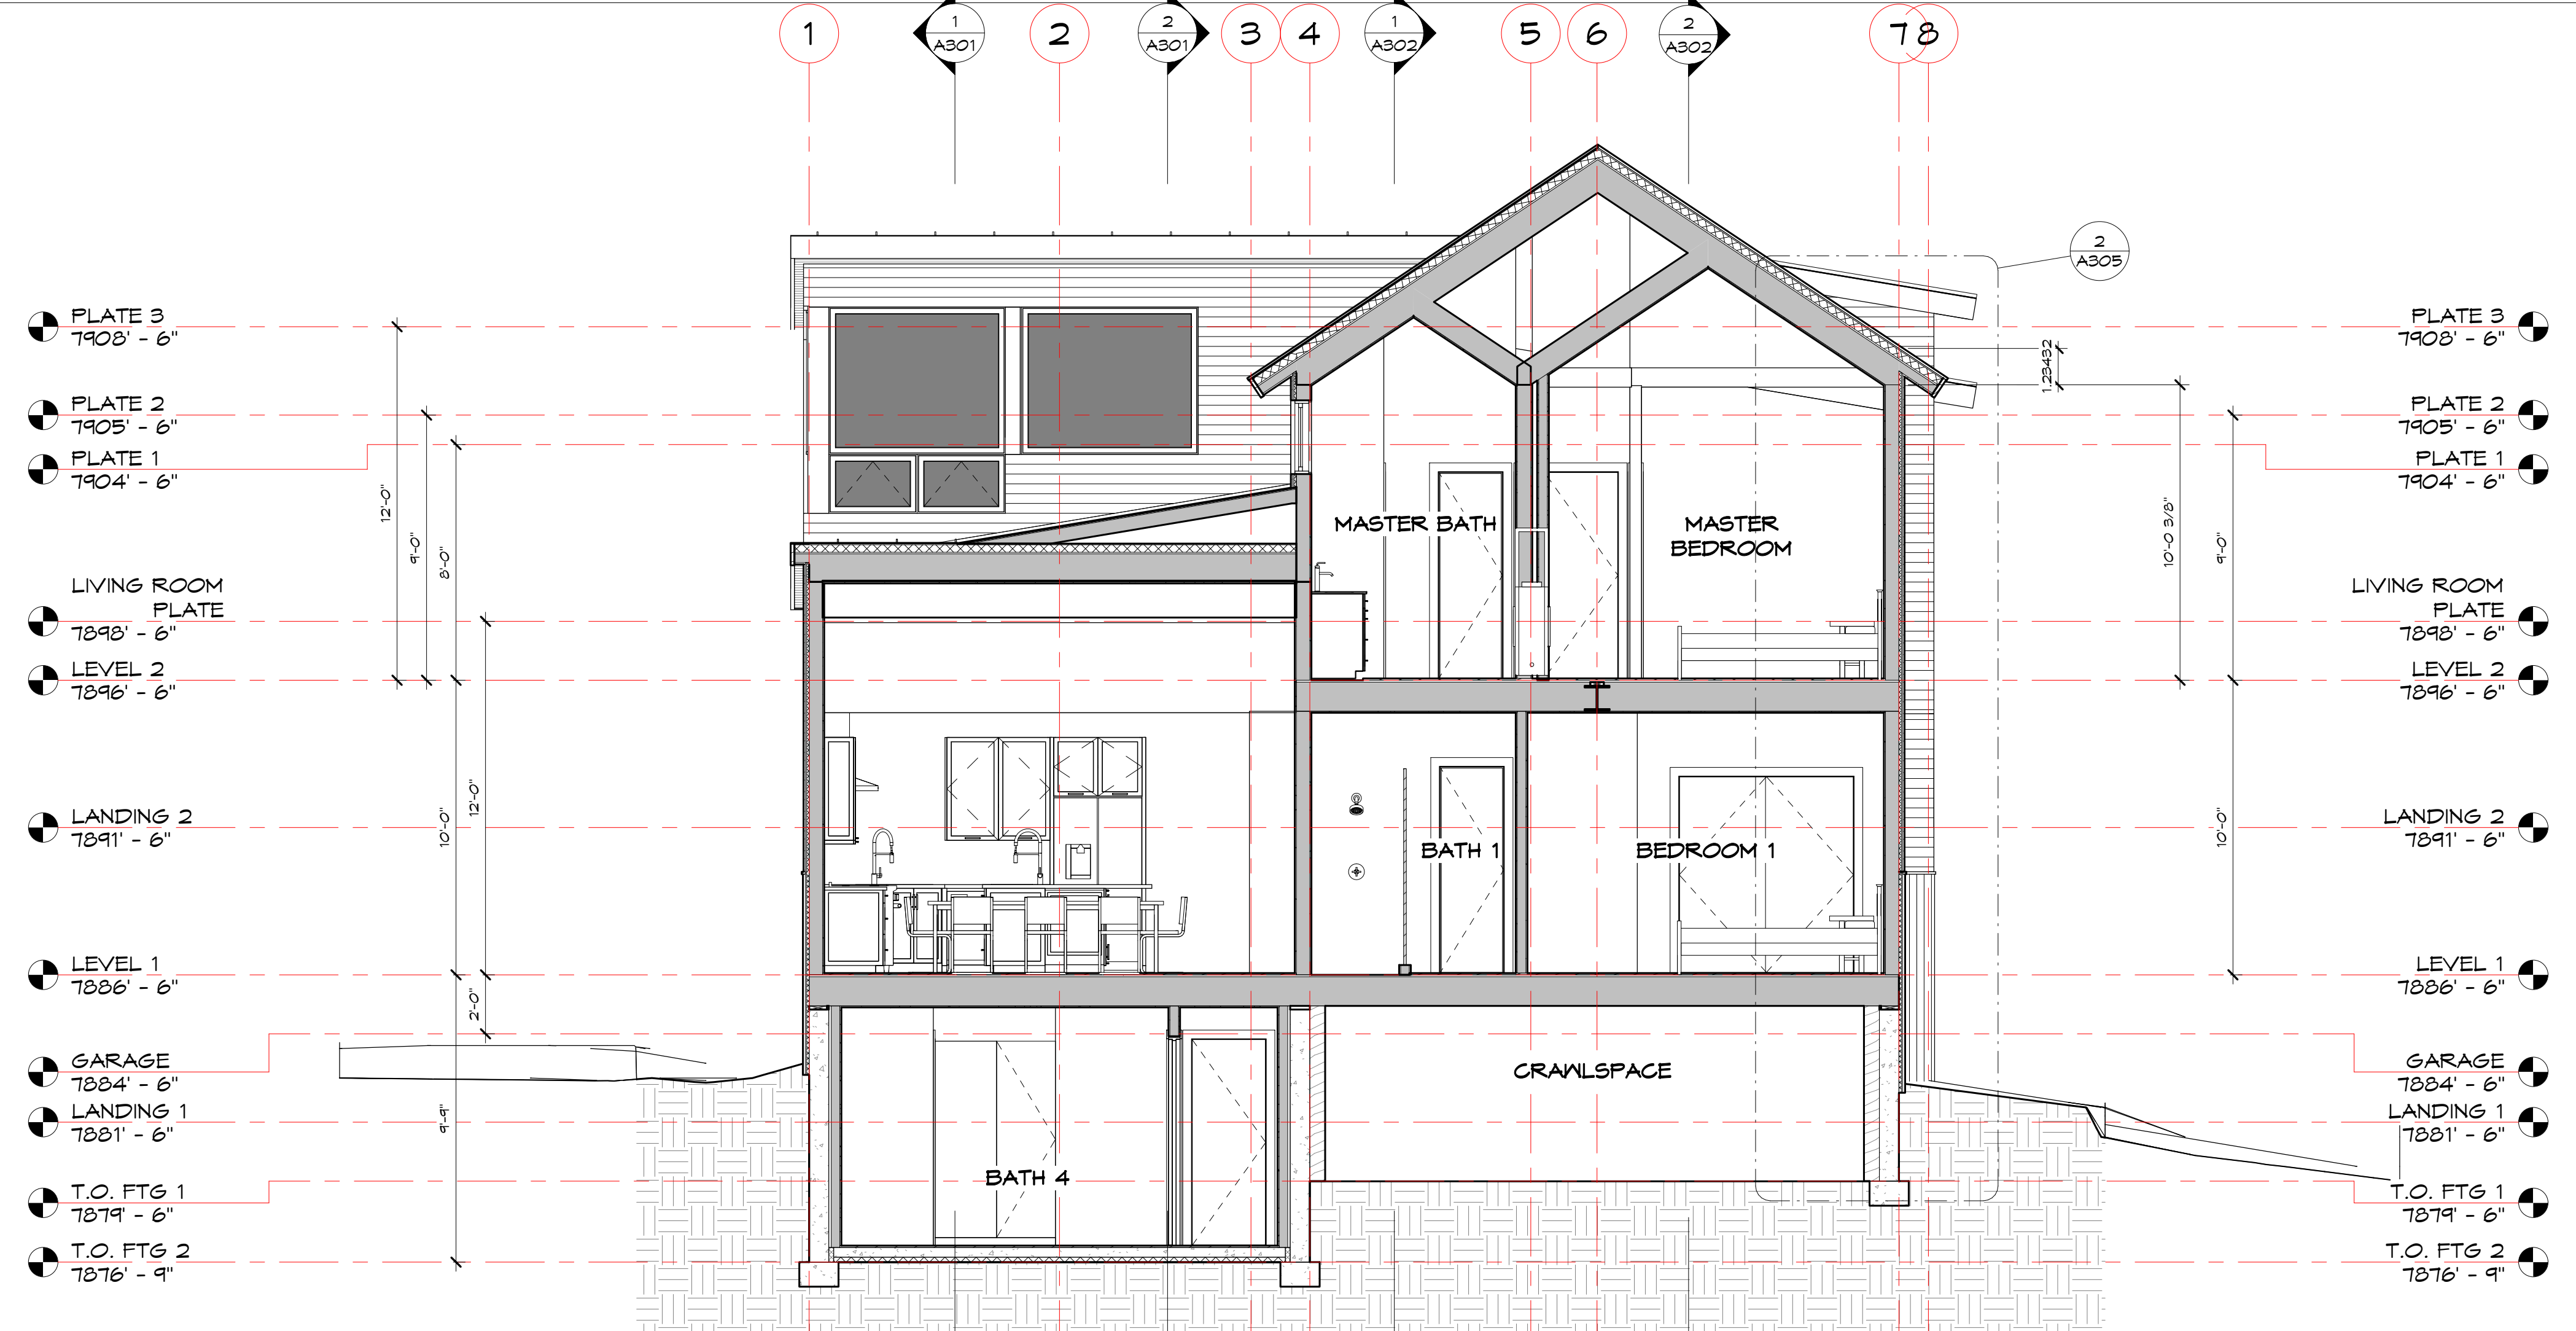 1
1
A301
2
2
A301
3
4
1
A302
5
6
2
A302
7
8
2
A305
PLATE 3
7908' - 6"
PLATE 2
7905' - 6"
PLATE 1
7904' - 6"
LIVING ROOM
PLATE
7898' - 6"
LEVEL 2
7896' - 6"
LANDING 2
7891' - 6"
LEVEL 1
7886' - 6"
GARAGE
7884' - 6"
LANDING 1
7881' - 6"
T.O. FTG 1
7879' - 6"
T.O. FTG 2
7876' - 9"
12'-0"
9'-0"
8'-0"
12'-0"
10'-0"
2'-0"
9'-9"
MASTER BATH
MASTER
BEDROOM
BATH 1
BEDROOM 1
CRAWLSPACE
BATH 4
1.23432
10'-0 3/8"
9'-0"
10'-0"
PLATE 3
7908' - 6"
PLATE 2
7905' - 6"
PLATE 1
7904' - 6"
LIVING ROOM
PLATE
7898' - 6"
LEVEL 2
7896' - 6"
LANDING 2
7891' - 6"
LEVEL 1
7886' - 6"
GARAGE
7884' - 6"
LANDING 1
7881' - 6"
T.O. FTG 1
7879' - 6"
T.O. FTG 2
7876' - 9"